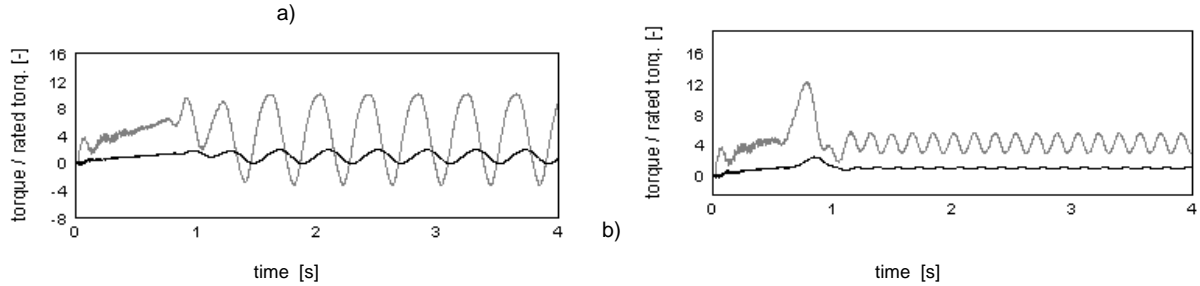 a)
torque / rated torq. [-]
16
12
8
4
0
-4
-8
0 1 2 3 4
time [s]
b)
torque / rated torq. [-]
16
12
8
4
0
0 1 2 3 4
time [s]